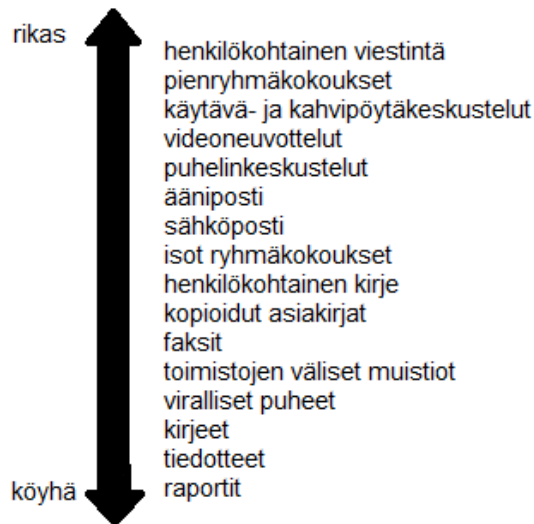 rikas
henkilökohtainen viestintä
pienryhmäkokoukset
käytävä- ja kahvipöytäkeskustelut
videoneuvottelut
puhelinkeskustelut
ääniposti
sähköposti
isot ryhmäkokoukset
henkilökohtainen kirje
kopioidut asiakirjat
faksit
toimistojen väliset muistiot
viralliset puheet
kirjeet
tiedotteet
köyhä
raportit